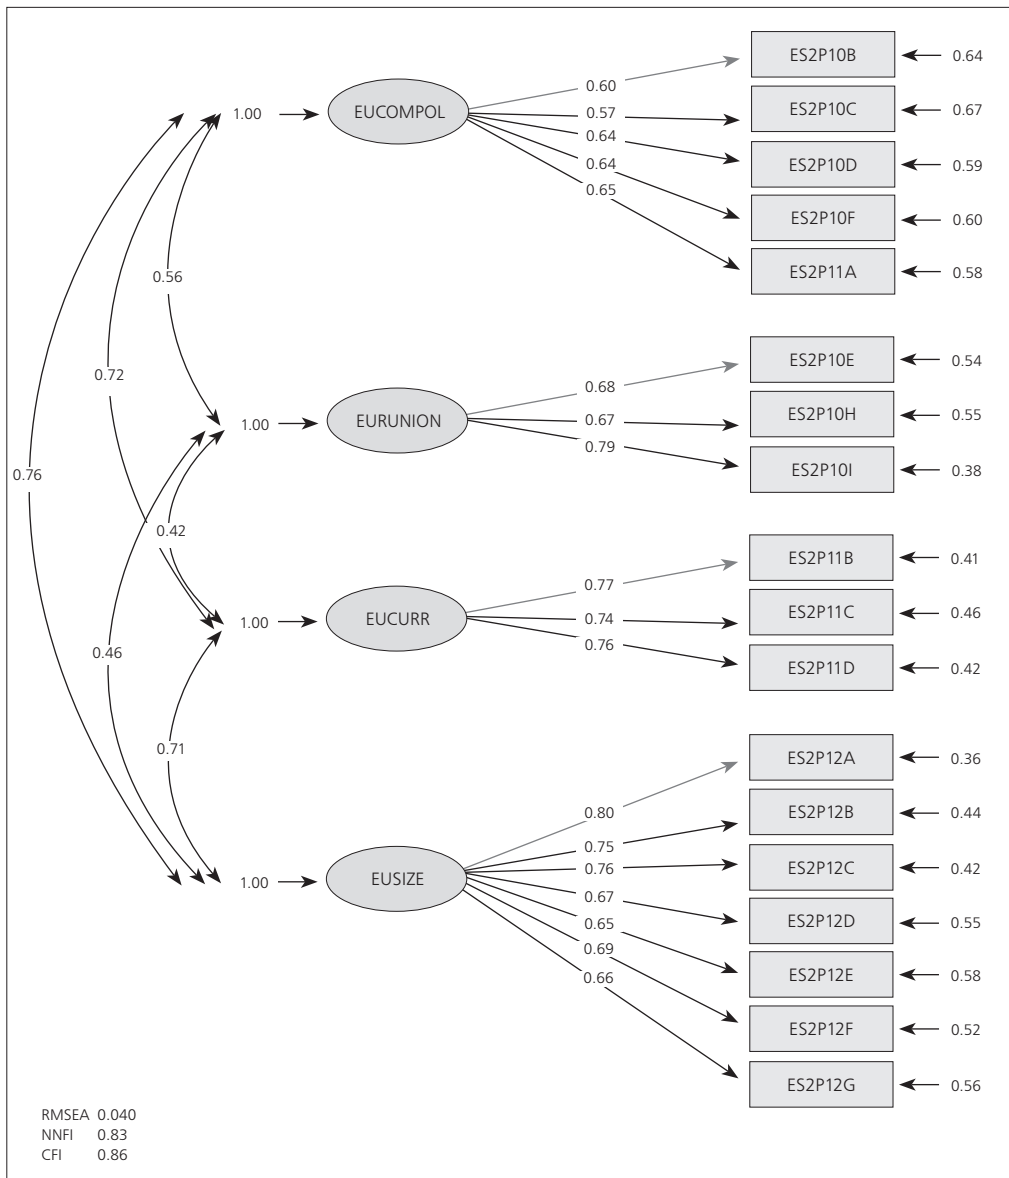 ES2P10B
0.64
0.60
1.00
EUCOMPOL
0.57
ES2P10C
0.67
0.64
ES2P10D
0.59
0.64
0.65
ES2P10F
0.60
ES2P11A
0.58
0.56
0.72
ES2P10E
0.54
0.68
1.00
EURUNION
0.67
ES2P10H
0.55
0.79
ES2P10I
0.38
0.76
0.42
ES2P11B
0.41
0.77
1.00
EUCURR
0.74
ES2P11C
0.46
0.76
0.46
ES2P11D
0.42
0.71
ES2P12A
0.36
0.80
ES2P12B
0.44
0.75
1.00
EUSIZE
0.76
ES2P12C
0.42
0.67
ES2P12D
0.55
0.65
0.69
ES2P12E
0.58
0.66
ES2P12F
0.52
ES2P12G
0.56
RMSEA 0.040
NNFI 0.83
CFI 0.86